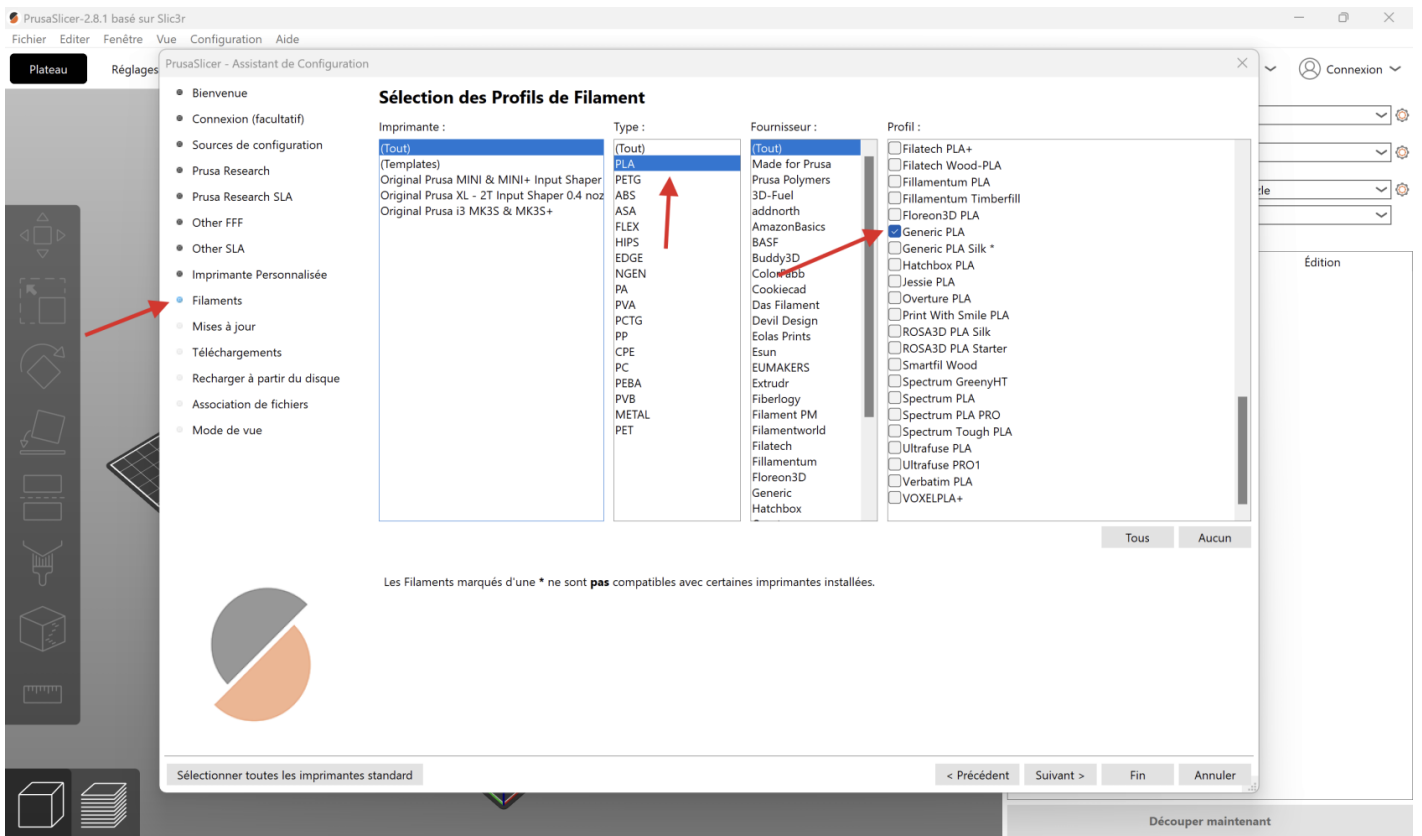 PrusaSlicer-2.8.1 basé sur Slic3r
Fichier Editer Fenêtre Vue Configuration Aide
Plateau
Réglages
Connexion
PrusaSlicer - Assistant de Configuration
Bienvenue
Connexion (facultatif)
Sources de configuration
Prusa Research
Prusa Research SLA
Other FFF
Other SLA
Imprimante Personnalisée
Filaments
Mises à jour
Téléchargements
Recharger à partir du disque
Association de fichiers
Mode de vue
Sélection des Profils de Filament
Imprimante :
(Tout)
(Templates)
Original Prusa MINI & MINI+ Input Shaper
Original Prusa XL - 2T Input Shaper 0.4 noz
Original Prusa i3 MK3S & MK3S+
Type :
(Tout)
PLA
PETG
ABS
ASA
FLEX
HIPS
EDGE
NGEN
PA
PVA
PCTG
PP
CPE
PC
PEBA
PVB
METAL
PET
Fournisseur :
(Tout)
Made for Prusa
Prusa Polymers
3D-Fuel
addnorth
AmazonBasics
BASF
Buddy3D
ColorFabb
Cookiecad
Das Filament
Devil Design
Eolas Prints
Esun
EUMAKERS
Extrudr
Fiberlogy
Filament PM
Filamentworld
Filatech
Fillamentum
Floreon3D
Generic
Hatchbox
Profil :
Filatech PLA+
Filatech Wood-PLA
Fillamentum PLA
Fillamentum Timberfill
Floreon3D PLA
Generic PLA
Generic PLA Silk *
Hatchbox PLA
Jessie PLA
Overture PLA
Print With Smile PLA
ROSA3D PLA Silk
ROSA3D PLA Starter
Smartfil Wood
Spectrum GreenyHT
Spectrum PLA
Spectrum PLA PRO
Spectrum Tough PLA
Ultrafuse PLA
Ultrafuse PRO1
Verbatim PLA
VOXELPLA+
Tous Aucun
Les Filaments marqués d'une * ne sont pas compatibles avec certaines imprimantes installées.
Sélectionner toutes les imprimantes standard
< Précédent Suivant > Fin Annuler
zle
Édition
Découper maintenant